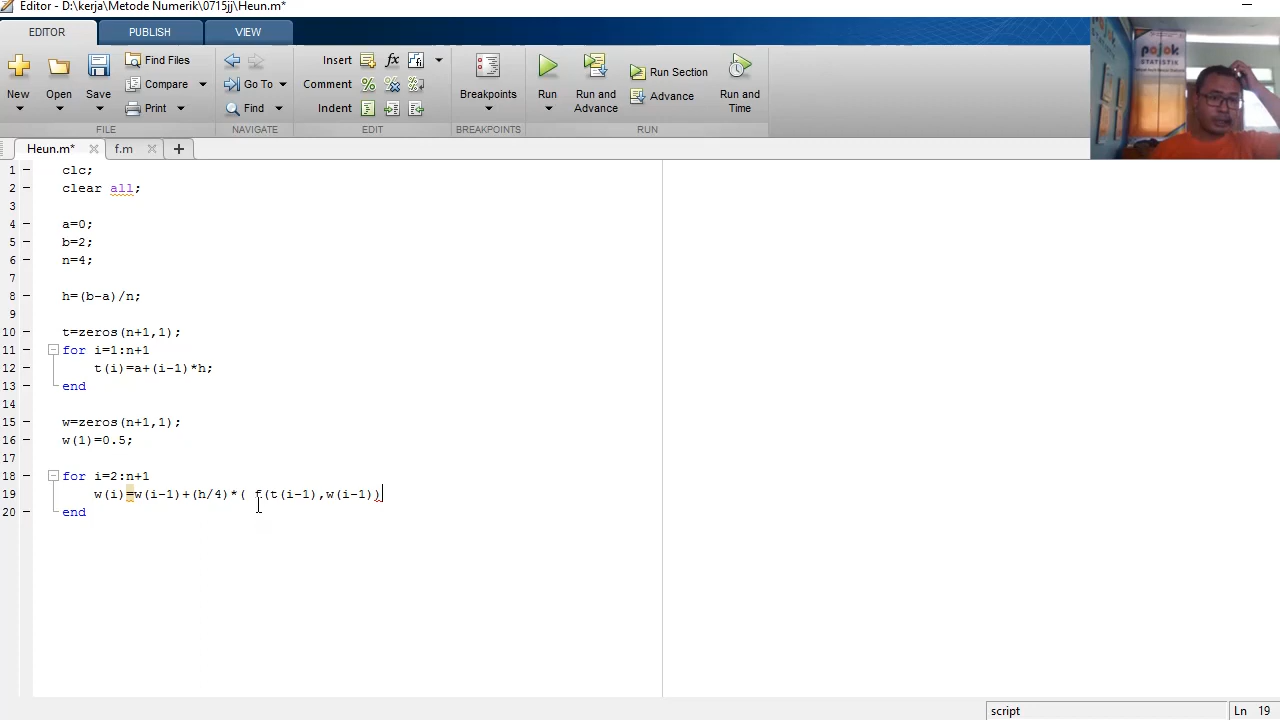 Editor - D:\kerja\Metode Numerik\0715jj\Heun.m*
EDITOR PUBLISH VIEW
New Open Save Find Files Compare Print
Go To Find
Insert Comment Indent
Breakpoints
Run Run and Advance Run Section Advance Run and Time
FILE NAVIGATE EDIT BREAKPOINTS RUN
Heun.m* f.m
pojok
STATISTIK
1 clc;
2 clear all;
3
4 a=0;
5 b=2;
6 n=4;
7
8 h=(b-a)/n;
9
10 t=zeros(n+1,1);
11 for i=1:n+1
12 t(i)=a+(i-1)*h;
13 end
14
15 w=zeros(n+1,1);
16 w(1)=0.5;
17
18 for i=2:n+1
19 w(i)=w(i-1)+(h/4)*( f(t(i-1),w(i-1))
20 end
script Ln 19